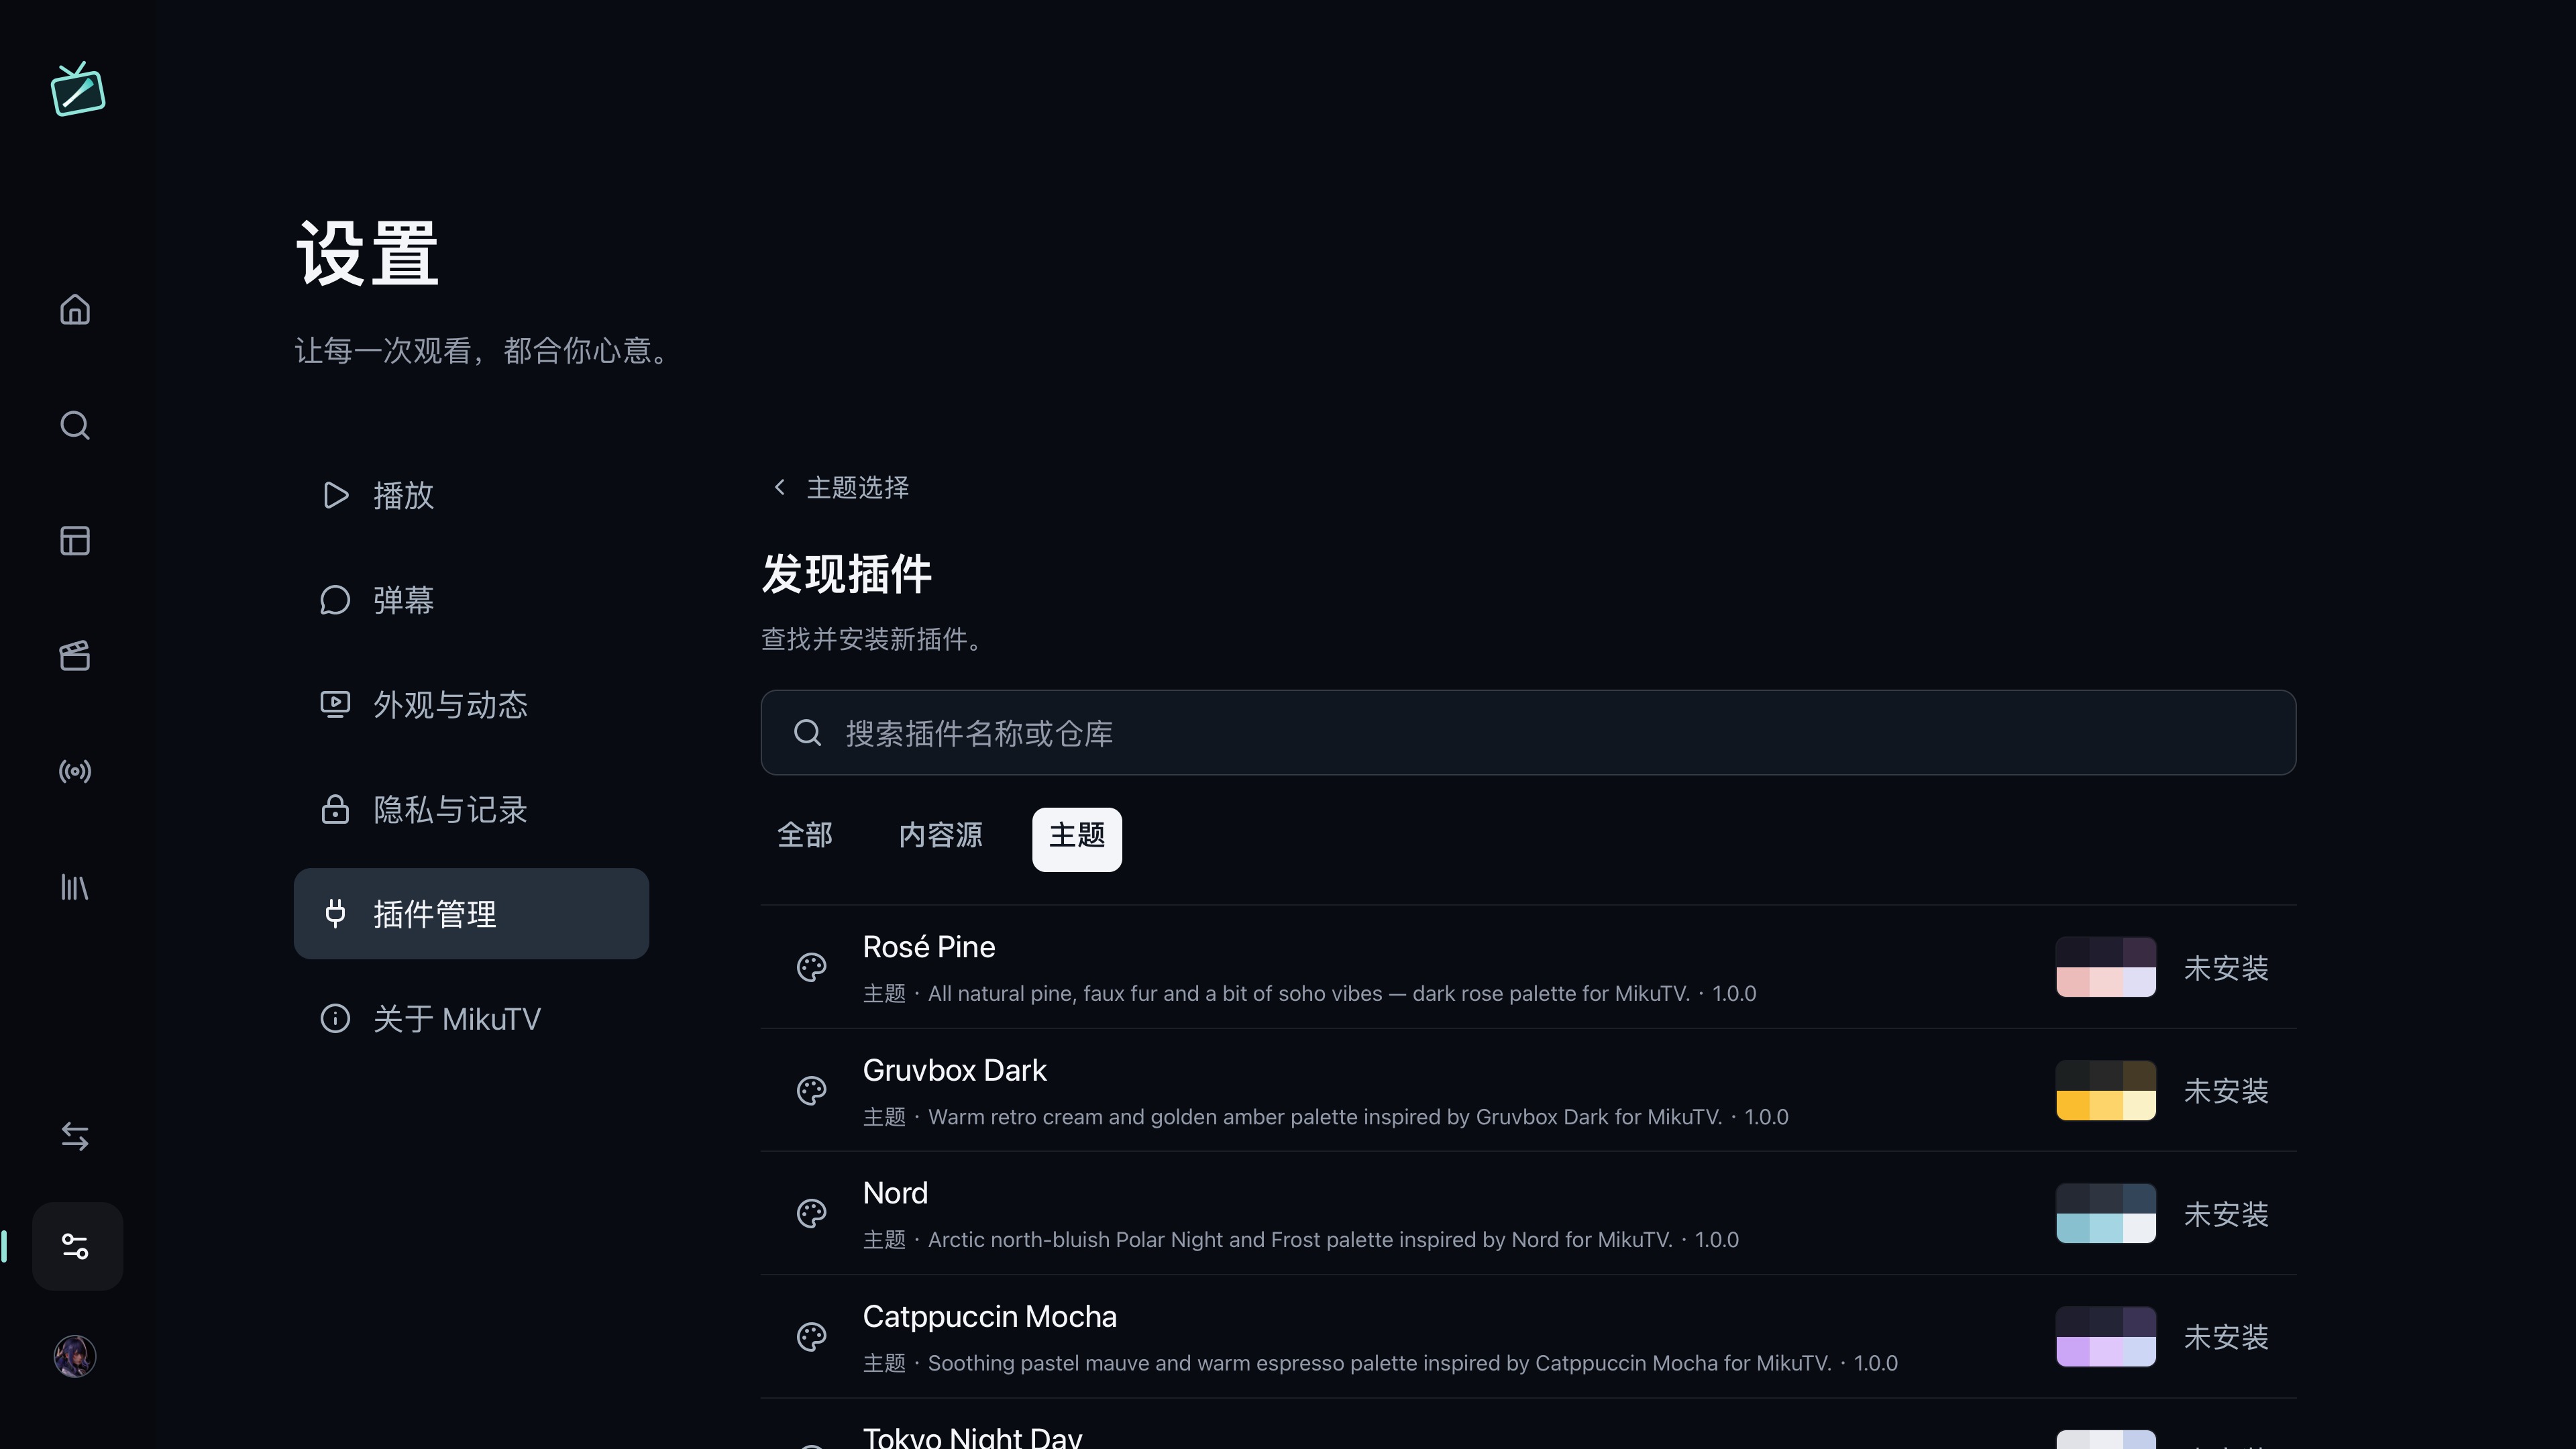 设置
让每一次观看，都合你心意。
播放
弹幕
外观与动态
隐私与记录
插件管理
关于 MikuTV
主题选择
发现插件
查找并安装新插件。
搜索插件名称或仓库
全部
内容源
主题
Rosé Pine
主题 · All natural pine, faux fur and a bit of soho vibes — dark rose palette for MikuTV. · 1.0.0
未安装
Gruvbox Dark
主题 · Warm retro cream and golden amber palette inspired by Gruvbox Dark for MikuTV. · 1.0.0
未安装
Nord
主题 · Arctic north-bluish Polar Night and Frost palette inspired by Nord for MikuTV. · 1.0.0
未安装
Catppuccin Mocha
主题 · Soothing pastel mauve and warm espresso palette inspired by Catppuccin Mocha for MikuTV. · 1.0.0
未安装
Tokyo Night Day